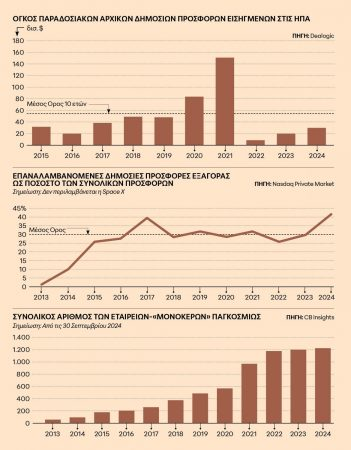 ΟΓΚΟΣ ΠΑΡΑΔΟΣΙΑΚΩΝ ΑΡΧΙΚΩΝ ΔΗΜΟΣΙΩΝ ΠΡΟΣΦΟΡΩΝ ΕΙΣΗΓΜΕΝΩΝ ΣΤΙΣ ΗΠΑ
δισ. $
ΠΗΓΗ: Dealogic
180
160
140
120
100
80
60
40
20
0
Μέσος Ορος 10 ετών
2015 2016 2017 2018 2019 2020 2021 2022 2023 2024
ΕΠΑΝΑΛΑΜΒΑΝΟΜΕΝΕΣ ΔΗΜΟΣΙΕΣ ΠΡΟΣΦΟΡΕΣ ΕΞΑΓΟΡΑΣ
ΩΣ ΠΟΣΟΣΤΟ ΤΩΝ ΣΥΝΟΛΙΚΩΝ ΠΡΟΣΦΟΡΩΝ
ΠΗΓΗ: Nasdaq Private Market
Σημείωση: Δεν περιλαμβάνεται η Space X
45%
40
35
30
25
20
15
10
5
0
Μέσος Ορος
2013 2014 2015 2016 2017 2018 2019 2020 2021 2022 2023 2024
ΣΥΝΟΛΙΚΟΣ ΑΡΙΘΜΟΣ ΤΩΝ ΕΤΑΙΡΕΙΩΝ-«ΜΟΝΟΚΕΡΩΝ» ΠΑΓΚΟΣΜΙΩΣ
ΠΗΓΗ: CB Insights
Σημείωση: Από τις 30 Σεπτεμβρίου 2024
1.400
1.200
1.000
800
600
400
200
0
2013 2014 2015 2016 2017 2018 2019 2020 2021 2022 2023 2024